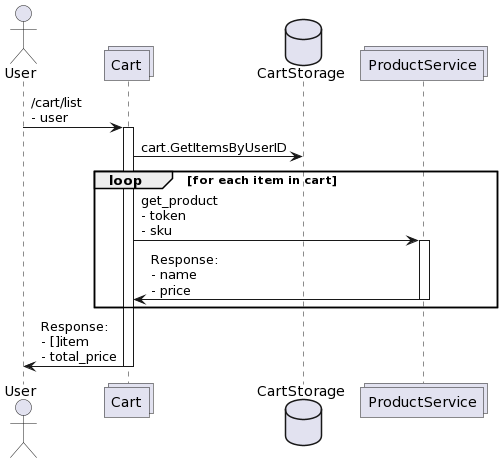 User
Cart
CartStorage
ProductService
/cart/list
- user
cart.GetItemsByUserID
loop
[for each item in cart]
get_product
- token
- sku
Response:
- name
- price
Response:
- []item
- total_price
User
Cart
CartStorage
ProductService